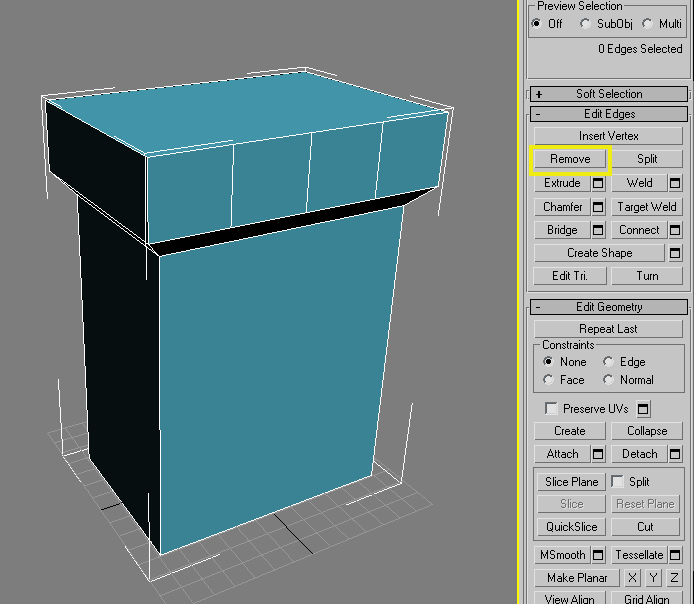 Preview Selection
Off SubObj Multi
0 Edges Selected
+ Soft Selection
- Edit Edges
Insert Vertex
Remove Split
Extrude Weld
Chamfer Target Weld
Bridge Connect
Create Shape
Edit Tri. Turn
- Edit Geometry
Repeat Last
Constraints
None Edge
Face Normal
Preserve UVs
Create Collapse
Attach Detach
Slice Plane Split
Slice Reset Plane
QuickSlice Cut
MSmooth Tessellate
Make Planar X Y Z
View Align Grid Align